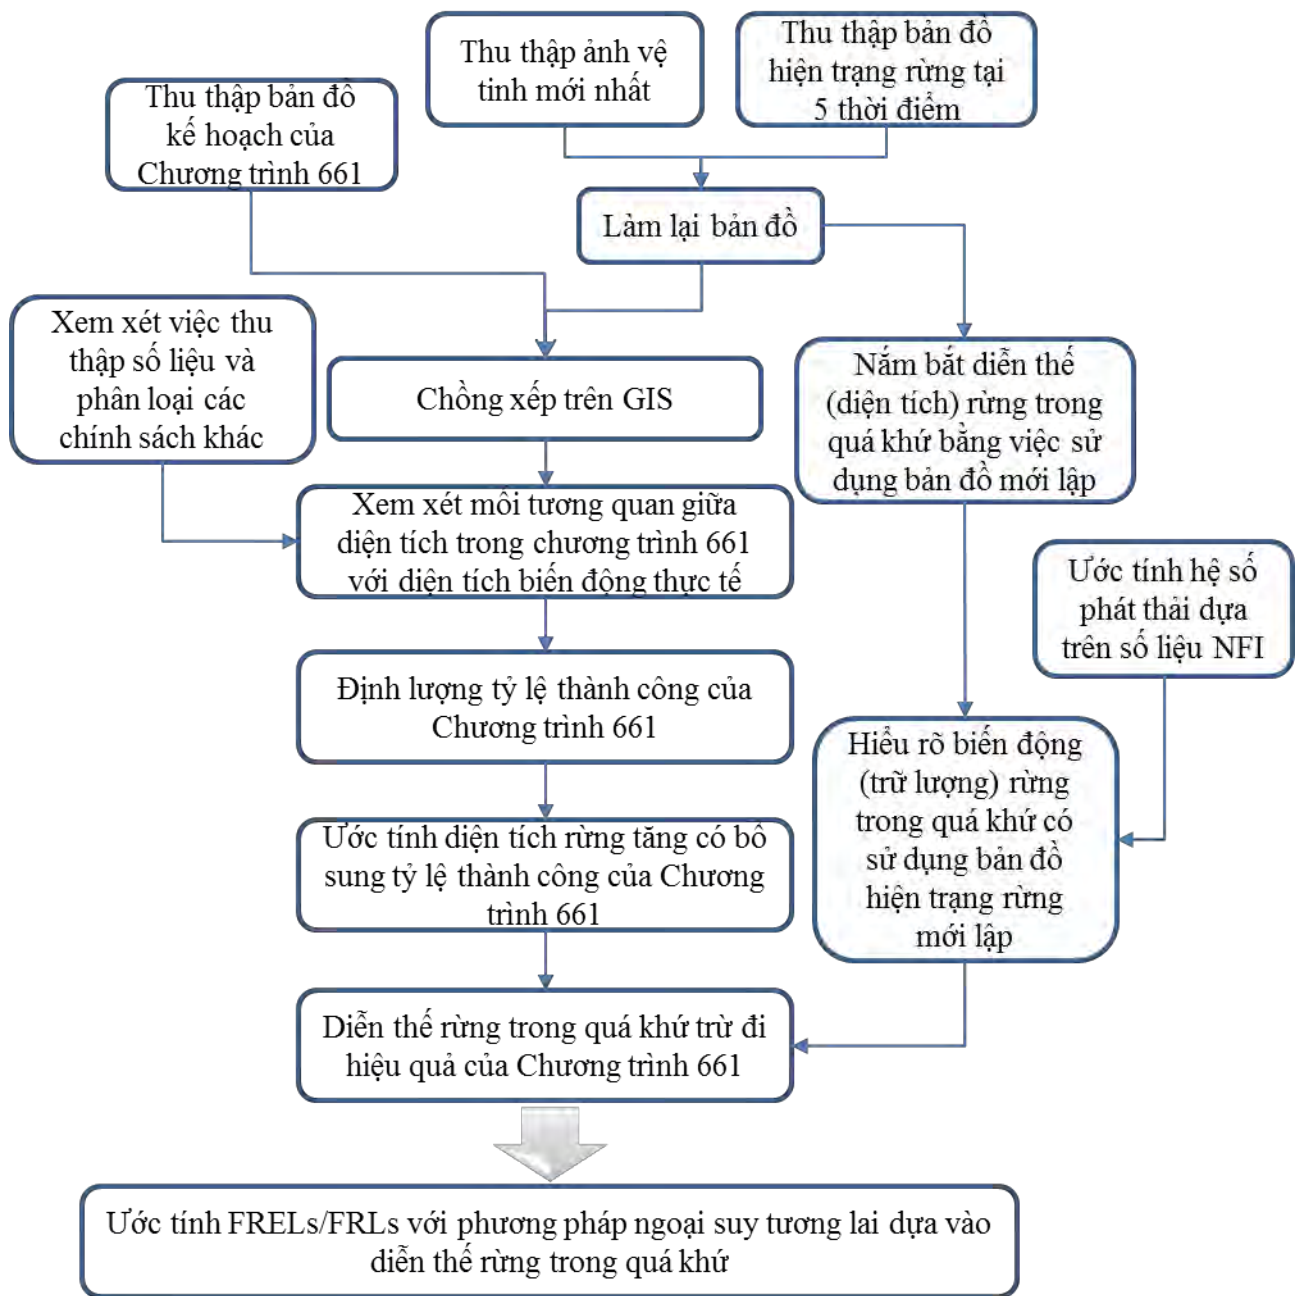 Thu thập ảnh vệ
tinh mới nhất
Thu thập bản đồ
hiện trạng rừng tại
5 thời điểm
Thu thập bản đồ
kế hoạch của
Chương trình 661
Làm lại bản đồ
Xem xét việc thu
thập số liệu và
phân loại các
chính sách khác
Chồng xếp trên GIS
Nắm bắt diễn thế
(diện tích) rừng trong
quá khứ bằng việc sử
dụng bản đồ mới lập
Xem xét mối tương quan giữa
diện tích trong chương trình 661
với diện tích biến động thực tế
Ước tính hệ số
phát thải dựa
trên số liệu NFI
Định lượng tỷ lệ thành công của
Chương trình 661
Hiểu rõ biến động
(trữ lượng) rừng
trong quá khứ có
sử dụng bản đồ
hiện trạng rừng
mới lập
Ước tính diện tích rừng tăng có bổ
sung tỷ lệ thành công của Chương
trình 661
Diễn thế rừng trong quá khứ trừ đi
hiệu quả của Chương trình 661
Ước tính FRELs/FRLs với phương pháp ngoại suy tương lai dựa vào
diễn thế rừng trong quá khứ